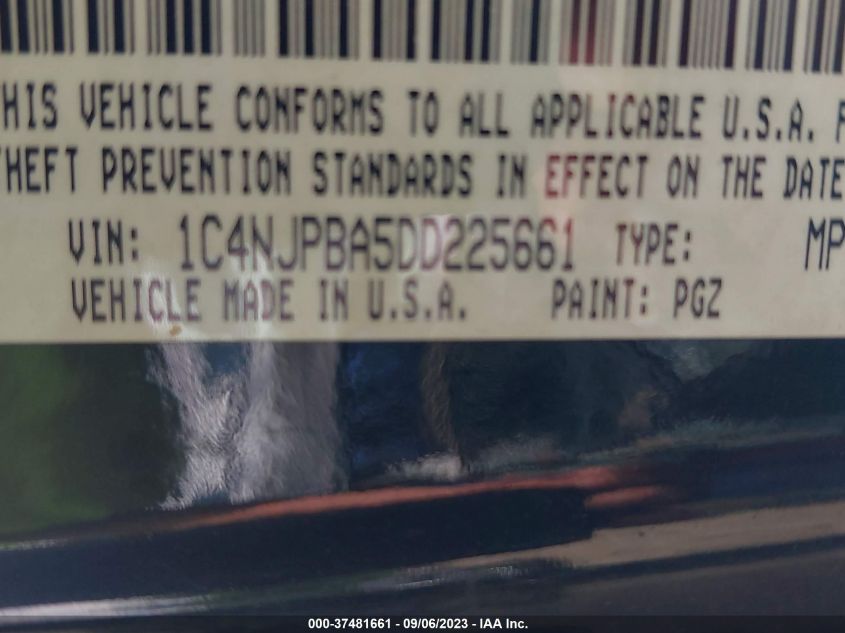 HIS VEHICLE CONFORMS TO ALL APPLICABLE U.S.A. F
THEFT PREVENTION STANDARDS IN EFFECT ON THE DATE
VIN: 1C4NJPBA5DD225661 TYPE: MP
VEHICLE MADE IN U.S.A. PAINT: PGZ
000-37481661 - 09/06/2023 - IAA Inc.